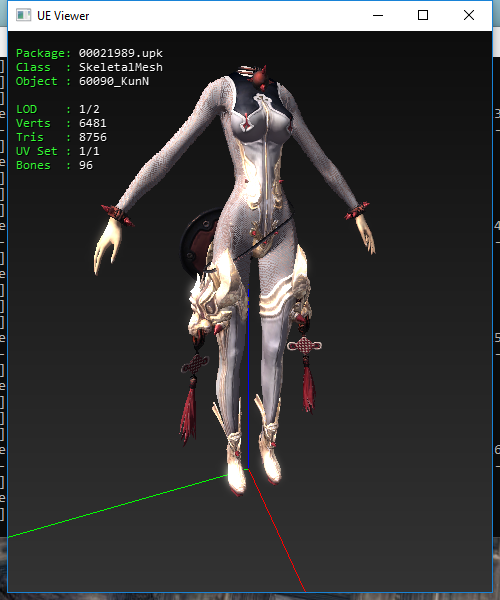 UE Viewer
Package: 00021989.upk
Class : SkeletalMesh
Object : 60090_KunN
LOD : 1/2
Verts : 6481
Tris : 8756
UV Set : 1/1
Bones : 96